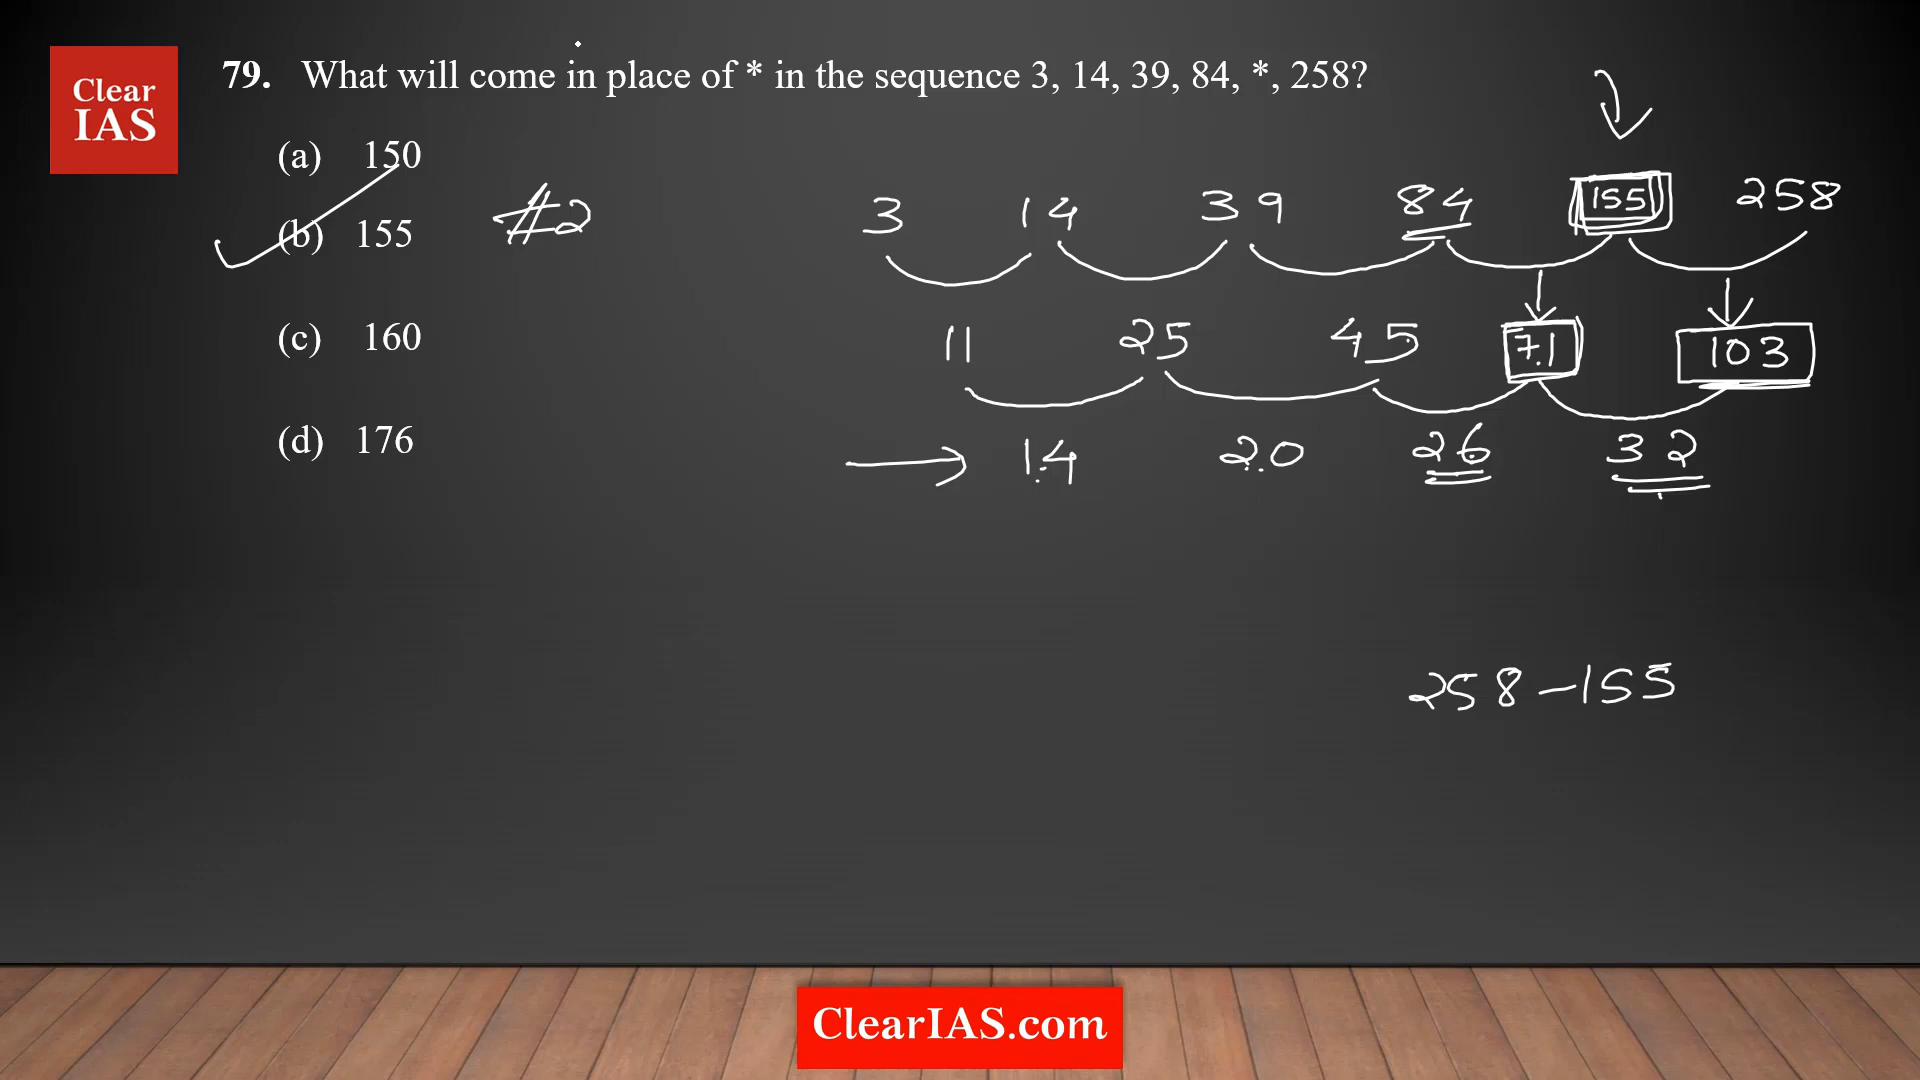 Clear
IAS
79. What will come in place of * in the sequence 3, 14, 39, 84, *, 258?
(a) 150
(b) 155
(c) 160
(d) 176
#2
3 14 39 84 155 258
11 25 45 71 103
14 20 26 32
258-155
ClearIAS.com